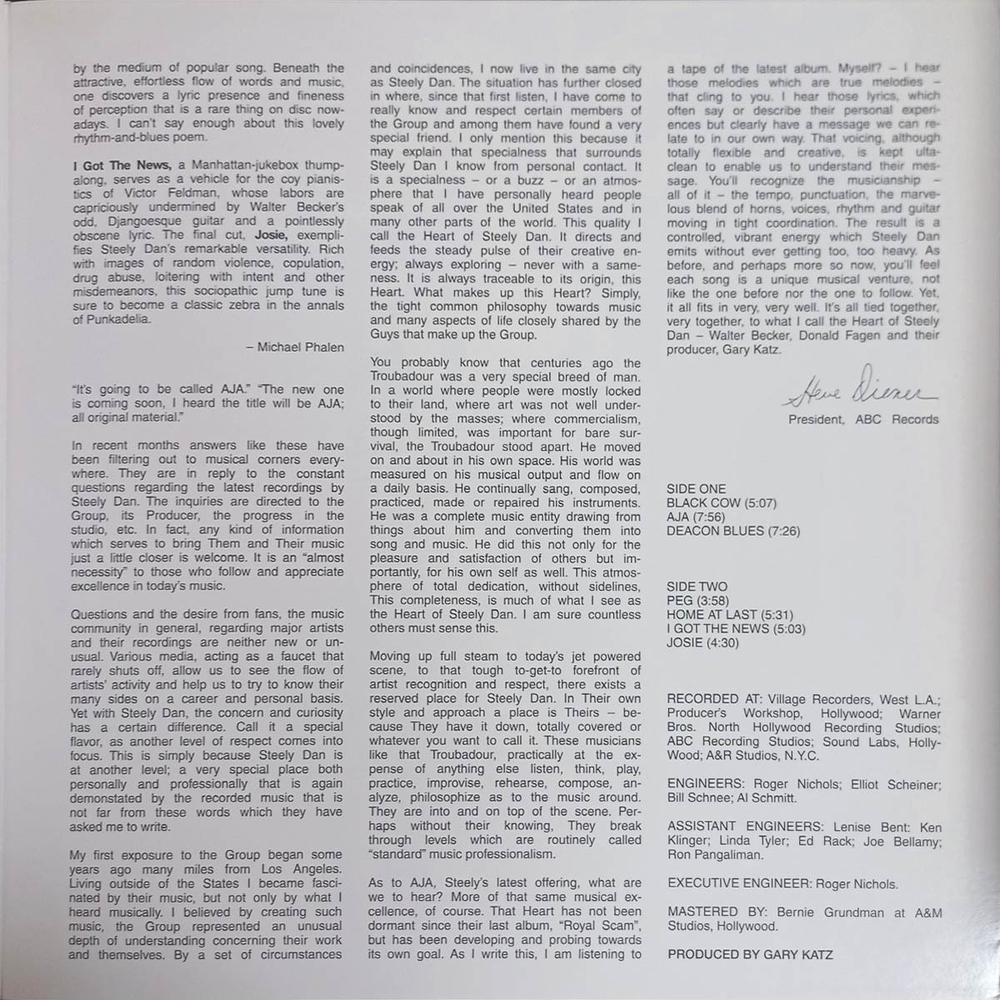 by the medium of popular song. Beneath the
attractive, effortless flow of words and music,
one discovers a lyric presence and fineness
of perception that is a rare thing on disc now-
adays. I can't say enough about this lovely
rhythm-and-blues poem.
I Got The News, a Manhattan-jukebox thump-
along, serves as a vehicle for the coy pianis-
tics of Victor Feldman, whose labors are
capriciously undermined by Walter Becker's
odd, Djangoesque guitar and a pointlessly
obscene lyric. The final cut, Josie, exempli-
fies Steely Dan's remarkable versatility. Rich
with images of random violence, copulation,
drug abuse, loitering with intent and other
misdemeanors, this sociopathic jump tune is
sure to become a classic zebra in the annals
of Punkadelia.
– Michael Phalen
"It's going to be called AJA." "The new one
is coming soon, I heard the title will be AJA;
all original material."
In recent months answers like these have
been filtering out to musical corners every-
where. They are in reply to the constant
questions regarding the latest recordings by
Steely Dan. The inquiries are directed to the
Group, its Producer, the progress in the
studio, etc. In fact, any kind of information
which serves to bring Them and Their music
just a little closer is welcome. It is an "almost
necessity" to those who follow and appreciate
excellence in today's music.
Questions and the desire from fans, the music
community in general, regarding major artists
and their recordings are neither new or un-
usual. Various media, acting as a faucet that
rarely shuts off, allow us to see the flow of
artists' activity and help us to try to know their
many sides on a career and personal basis.
Yet with Steely Dan, the concern and curiosity
has a certain difference. Call it a special
flavor, as another level of respect comes into
focus. This is simply because Steely Dan is
at another level; a very special place both
personally and professionally that is again
demonstated by the recorded music that is
not far from these words which they have
asked me to write.
My first exposure to the Group began some
years ago many miles from Los Angeles.
Living outside of the States I became fasci-
nated by their music, but not only by what I
heard musically. I believed by creating such
music, the Group represented an unusual
depth of understanding concerning their work
and themselves. By a set of circumstances
and coincidences, I now live in the same city
as Steely Dan. The situation has further closed
in where, since that first listen, I have come to
really know and respect certain members of
the Group and among them have found a very
special friend. I only mention this because it
may explain that specialness that surrounds
Steely Dan I know from personal contact. It
is a specialness – or a buzz – or an atmos-
phere that I have personally heard people
speak of all over the United States and in
many other parts of the world. This quality I
call the Heart of Steely Dan. It directs and
feeds the steady pulse of their creative en-
ergy; always exploring – never with a same-
ness. It is always traceable to its origin, this
Heart. What makes up this Heart? Simply,
the tight common philosophy towards music
and many aspects of life closely shared by the
Guys that make up the Group.
You probably know that centuries ago the
Troubadour was a very special breed of man.
In a world where people were mostly locked
to their land, where art was not well under-
stood by the masses; where commercialism,
though limited, was important for bare sur-
vival, the Troubadour stood apart. He moved
on and about in his own space. His world was
measured on his musical output and flow on
a daily basis. He continually sang, composed,
practiced, made or repaired his instruments.
He was a complete music entity drawing from
things about him and converting them into
song and music. He did this not only for the
pleasure and satisfaction of others but im-
portantly, for his own self as well. This atmos-
phere of total dedication, without sidelines,
This completeness, is much of what I see as
the Heart of Steely Dan. I am sure countless
others must sense this.
Moving up full steam to today's jet powered
scene, to that tough to-get-to forefront of
artist recognition and respect, there exists a
reserved place for Steely Dan. In Their own
style and approach a place is Theirs – be-
cause They have it down, totally covered or
whatever you want to call it. These musicians
like that Troubadour, practically at the ex-
pense of anything else listen, think, play,
practice, improvise, rehearse, compose, an-
alyze, philosophize as to the music around.
They are into and on top of the scene. Per-
haps without their knowing, They break
through levels which are routinely called
"standard" music professionalism.
As to AJA, Steely's latest offering, what are
we to hear? More of that same musical ex-
cellence, of course. That Heart has not been
dormant since their last album, "Royal Scam",
but has been developing and probing towards
its own goal. As I write this, I am listening to
a tape of the latest album. Myself? – I hear
those melodies which are true melodies –
that cling to you. I hear those lyrics, which
often say or describe their personal experi-
ences but clearly have a message we can re-
late to in our own way. That voicing, although
totally flexible and creative, is kept ulta-
clean to enable us to understand their mes-
sage. You'll recognize the musicianship –
all of it – the tempo, punctuation, the marve-
lous blend of horns, voices, rhythm and guitar
moving in tight coordination. The result is a
controlled, vibrant energy which Steely Dan
emits without ever getting too, too heavy. As
before, and perhaps more so now, you'll feel
each song is a unique musical venture, not
like the one before nor the one to follow. Yet,
it all fits in very, very well. It's all tied together,
very together, to what I call the Heart of Steely
Dan – Walter Becker, Donald Fagen and their
producer, Gary Katz.
Steve Diener
President, ABC Records
SIDE ONE
BLACK COW (5:07)
AJA (7:56)
DEACON BLUES (7:26)
SIDE TWO
PEG (3:58)
HOME AT LAST (5:31)
I GOT THE NEWS (5:03)
JOSIE (4:30)
RECORDED AT: Village Recorders, West L.A.;
Producer's Workshop, Hollywood; Warner
Bros. North Hollywood Recording Studios;
ABC Recording Studios; Sound Labs, Holly-
Wood; A&R Studios, N.Y.C.
ENGINEERS: Roger Nichols; Elliot Scheiner;
Bill Schnee; Al Schmitt.
ASSISTANT ENGINEERS: Lenise Bent: Ken
Klinger; Linda Tyler; Ed Rack; Joe Bellamy;
Ron Pangaliman.
EXECUTIVE ENGINEER: Roger Nichols.
MASTERED BY: Bernie Grundman at A&M
Studios, Hollywood.
PRODUCED BY GARY KATZ